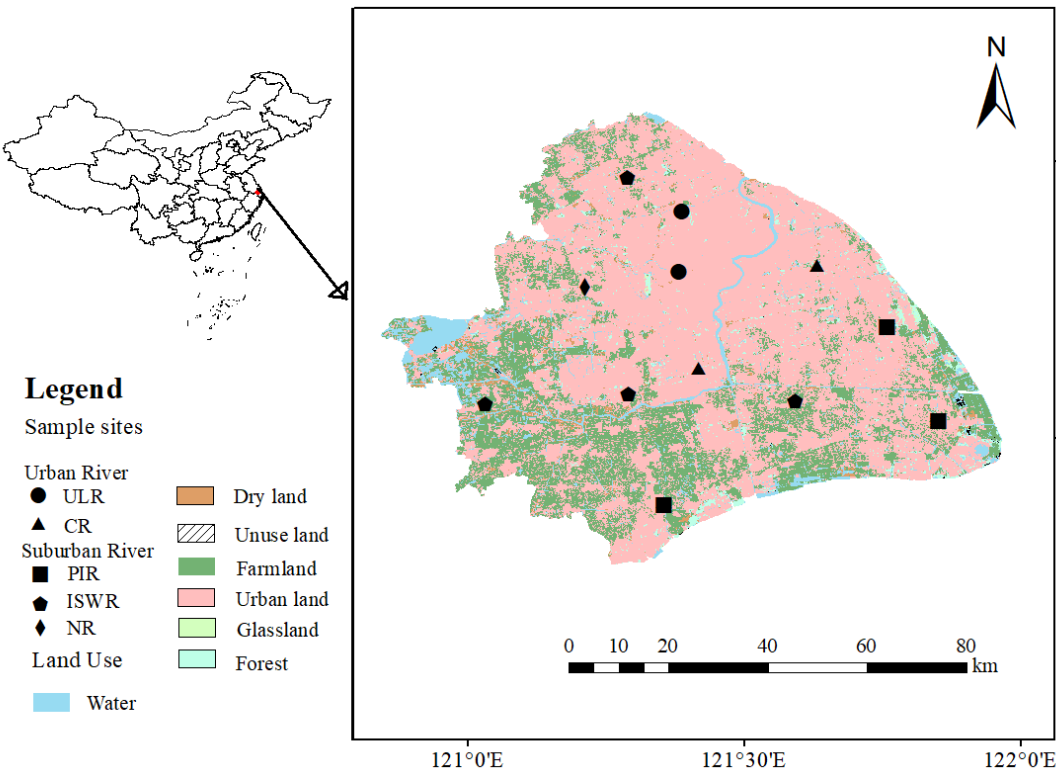 N
Legend
Sample sites
Urban River
ULR
CR
Suburban River
PIR
ISWR
NR
Land Use
Water
Dry land
Unuse land
Farmland
Urban land
Glassland
Forest
0 10 20 40 60 80
km
121°0'E 121°30'E 122°0'E